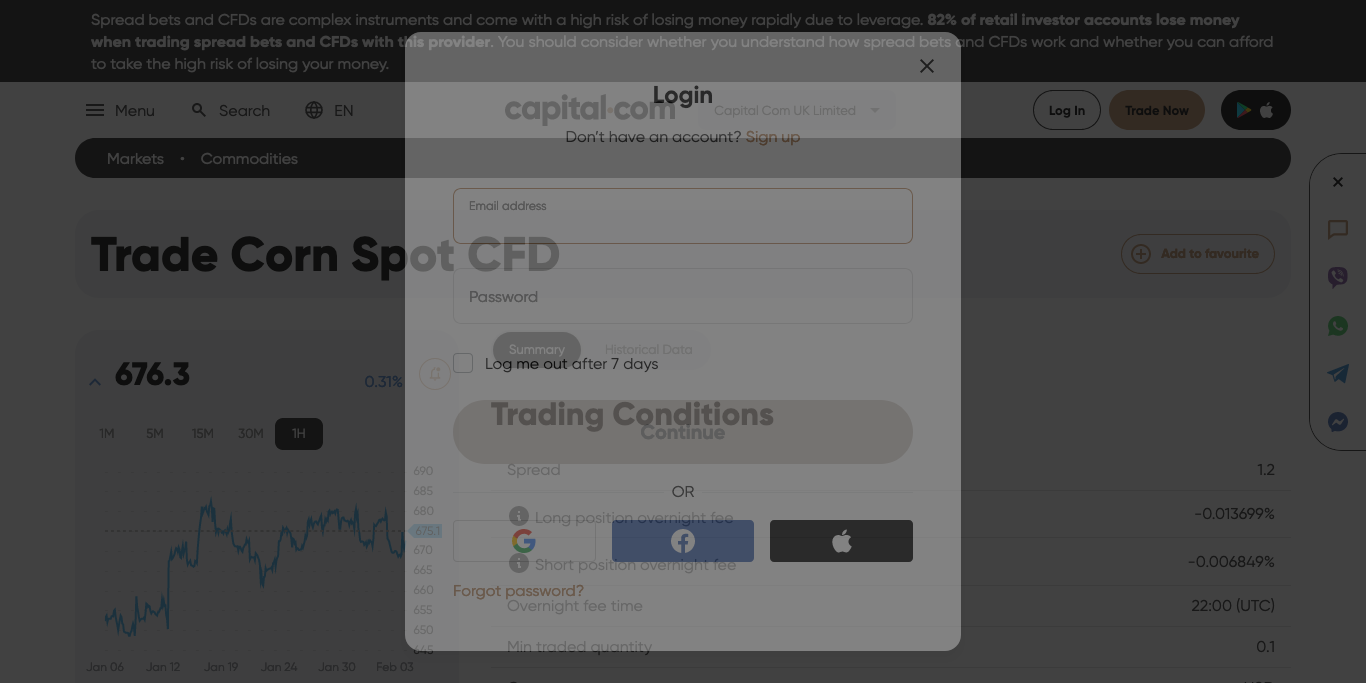 Spread bets and CFDs are complex instruments and come with a high risk of losing money rapidly due to leverage. 82% of retail investor accounts lose money
when trading spread bets and CFDs with this provider. You should consider whether you understand how spread bets and CFDs work and whether you can afford
to take the high risk of losing your money.
Menu
Search
EN
capital.com
Capital Com UK Limited
Log In
Trade Now
Markets
Commodities
Login
Don't have an account? Sign up
Email address
Password
Log me out after 7 days
Continue
OR
Forgot password?
Trade Corn Spot CFD
Add to favourite
676.3
0.31%
1M
5M
15M
30M
1H
690
685
680
675.1
670
665
660
655
650
645
Jan 06
Jan 12
Jan 19
Jan 24
Jan 30
Feb 03
Summary
Historical Data
Trading Conditions
Spread
1.2
Long position overnight fee
-0.013699%
Short position overnight fee
-0.006849%
Overnight fee time
22:00 (UTC)
Min traded quantity
0.1